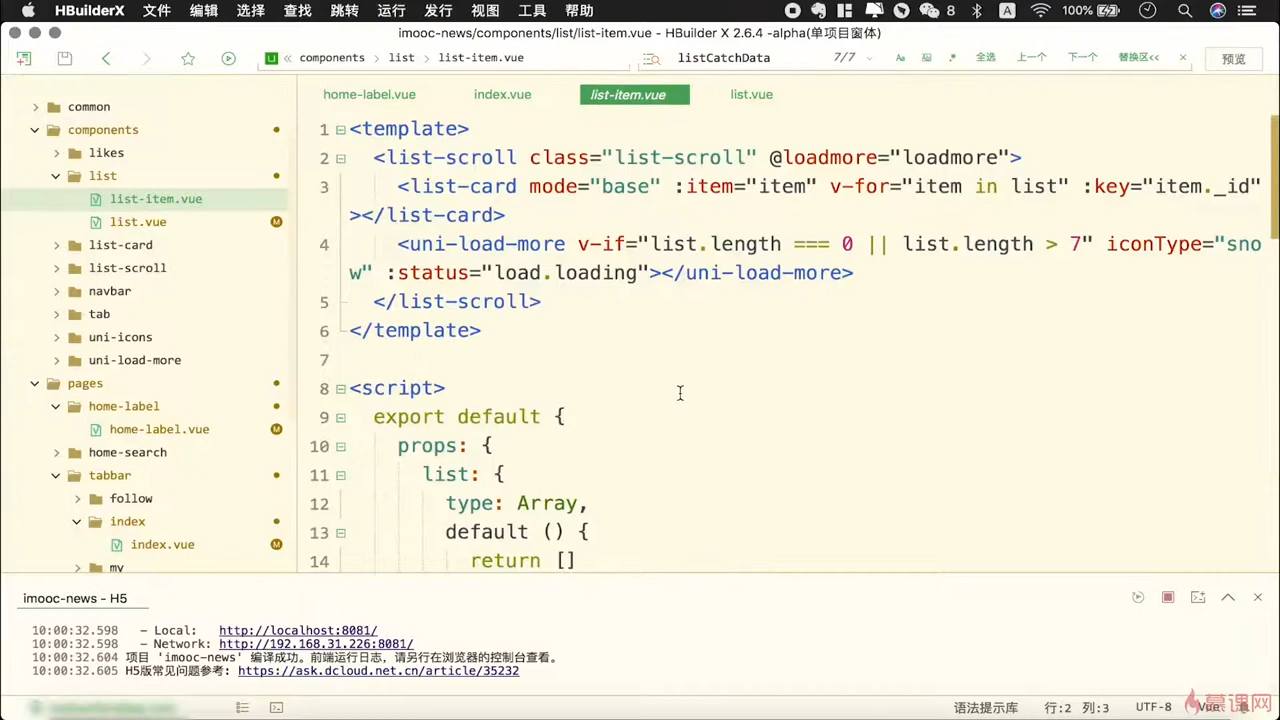 HBuilderX 文件 编辑 选择 查找 跳转 运行 发行 视图 工具 帮助 8 A 100%
imooc-news/components/list/list-item.vue - HBuilder X 2.6.4 -alpha(单项目窗体)
U « components > list > list-item.vue listCatchData 7/7 Aa .* 全选 上一个 下一个 替换区<< × 预览
home-label.vue index.vue list-item.vue list.vue
common
components
likes
list
list-item.vue
list.vue M
list-card
list-scroll
navbar
tab
uni-icons
uni-load-more
pages
home-label
home-label.vue M
home-search
tabbar
follow
index
index.vue M
my
1 <template>
2 <list-scroll class="list-scroll" @loadmore="loadmore">
3 <list-card mode="base" :item="item" v-for="item in list" :key="item._id"
></list-card>
4 <uni-load-more v-if="list.length === 0 || list.length > 7" iconType="sno
w" :status="load.loading"></uni-load-more>
5 </list-scroll>
6 </template>
7
8 <script>
9 export default {
10 props: {
11 list: {
12 type: Array,
13 default () {
14 return []
imooc-news - H5
10:00:32.598 - Local: http://localhost:8081/
10:00:32.598 - Network: http://192.168.31.226:8081/
10:00:32.604 项目 'imooc-news' 编译成功。前端运行日志，请另行在浏览器的控制台查看。
10:00:32.605 H5版常见问题参考: https://ask.dcloud.net.cn/article/35232
语法提示库 行:2 列:3 UTF-8 Vue
慕课网